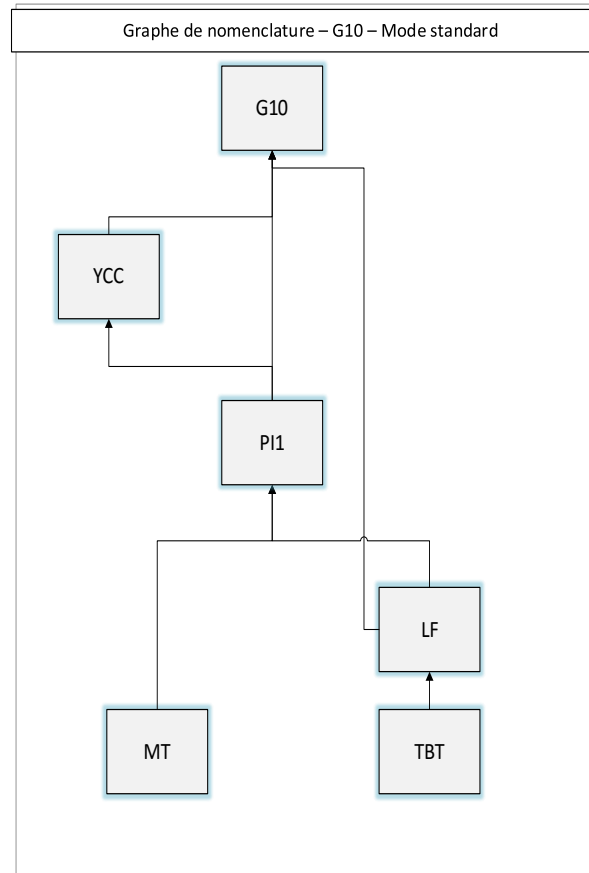 Graphe de nomenclature – G10 – Mode standard
G10
YCC
PI1
LF
MT
TBT